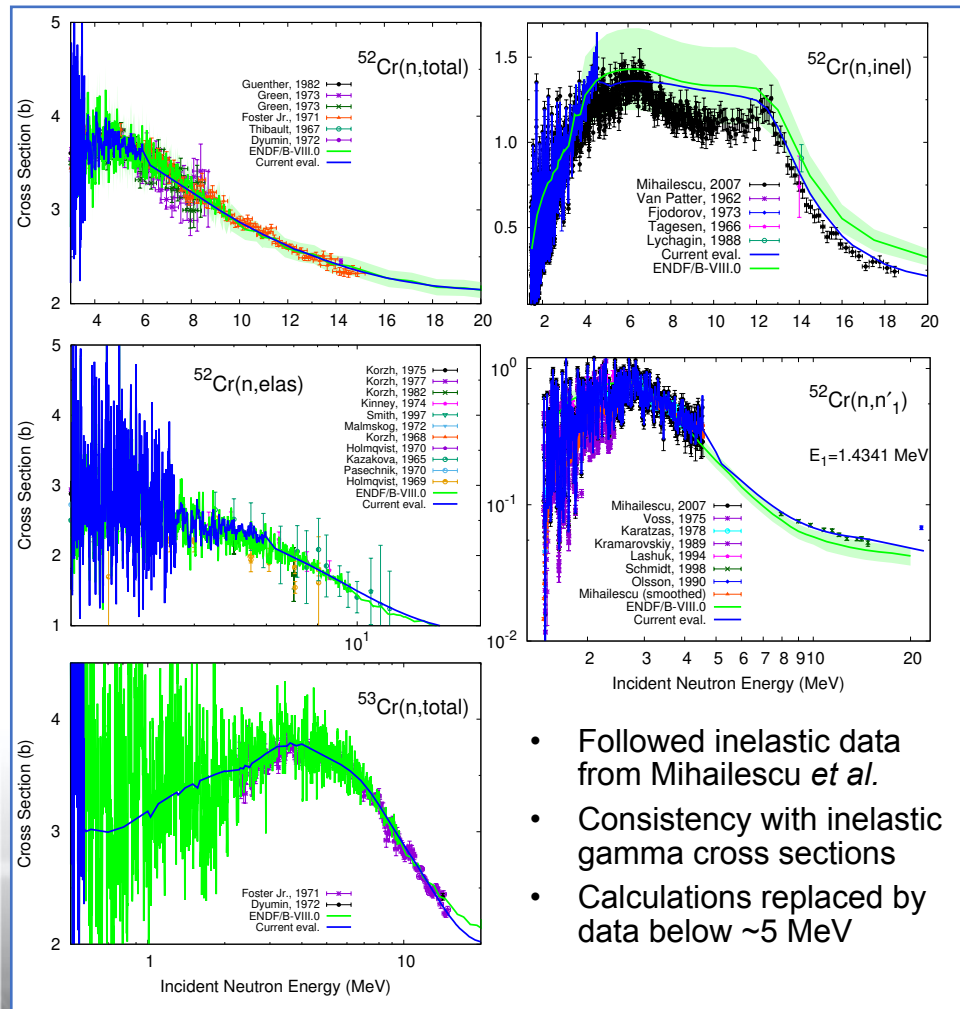 Cross Section (b)
5
4
3
2
4 6 8 10 12 14 16 18 20
⁵²Cr(n,total)
Guenther, 1982
Green, 1973
Green, 1973
Foster Jr., 1971
Thibault, 1967
Dyumin, 1972
ENDF/B-VIII.0
Current eval.
1.5
1.0
0.5
2 4 6 8 10 12 14 16 18 20
⁵²Cr(n,inel)
Mihailescu, 2007
Van Patter, 1962
Fjodorov, 1973
Tagesen, 1966
Lychagin, 1988
Current eval.
ENDF/B-VIII.0
Cross Section (b)
5
4
3
2
1
10¹
⁵²Cr(n,elas)
Korzh, 1975
Korzh, 1977
Korzh, 1982
Kinney, 1974
Smith, 1997
Malmskog, 1972
Korzh, 1968
Holmqvist, 1970
Kazakova, 1965
Pasechnik, 1970
Holmqvist, 1969
ENDF/B-VIII.0
Current eval.
10⁰
10⁻¹
10⁻²
⁵²Cr(n,n′₁)
E₁=1.4341 MeV
Mihailescu, 2007
Voss, 1975
Karatzas, 1978
Kramarovskiy, 1989
Lashuk, 1994
Schmidt, 1998
Olsson, 1990
Mihailescu (smoothed)
ENDF/B-VIII.0
Current eval.
2 3 4 5 6 7 8 9 10 20
Incident Neutron Energy (MeV)
Cross Section (b)
4
3
2
1 10
⁵³Cr(n,total)
Foster Jr., 1971
Dyumin, 1972
ENDF/B-VIII.0
Current eval.
Incident Neutron Energy (MeV)
• Followed inelastic data
from Mihailescu et al.
• Consistency with inelastic
gamma cross sections
• Calculations replaced by
data below ~5 MeV